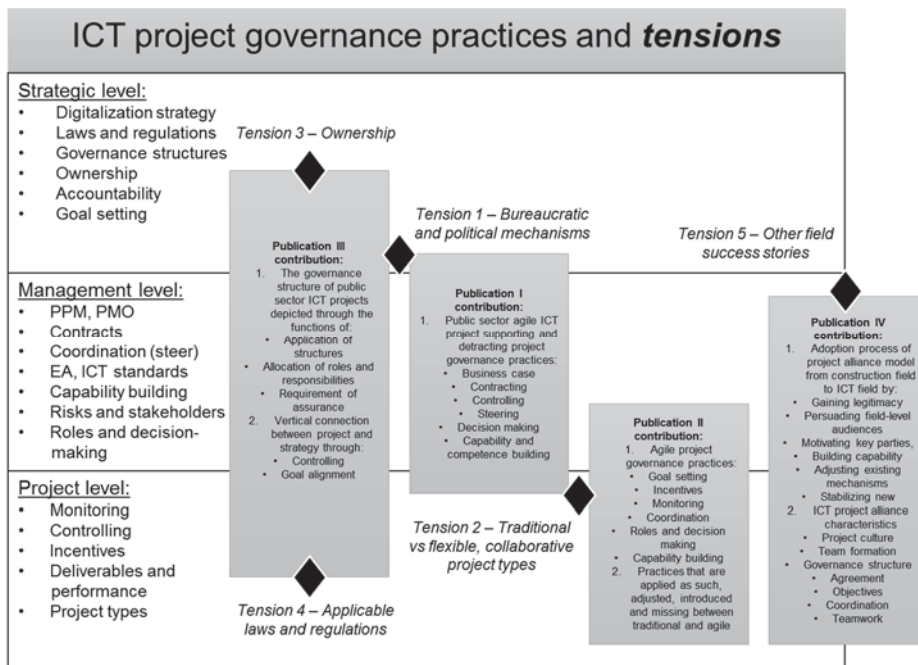 ICT project governance practices and tensions
Strategic level:
• Digitalization strategy
• Laws and regulations
• Governance structures
• Ownership
• Accountability
• Goal setting
Tension 3 – Ownership
Tension 1 – Bureaucratic
and political mechanisms
Tension 5 – Other field
success stories
Management level:
• PPM, PMO
• Contracts
• Coordination (steer)
• EA, ICT standards
• Capability building
• Risks and stakeholders
• Roles and decision-
making
Project level:
• Monitoring
• Controlling
• Incentives
• Deliverables and
performance
• Project types
Publication III
contribution:
1. The governance
structure of public
sector ICT projects
depicted through the
functions of:
• Application of
structures
• Allocation of roles and
responsibilities
• Requirement of
assurance
2. Vertical connection
between project and
strategy through:
• Controlling
• Goal alignment
Tension 4 – Applicable
laws and regulations
Publication I
contribution:
1. Public sector agile ICT
project supporting and
detracting project
governance practices:
• Business case
• Contracting
• Controlling
• Steering
• Decision making
• Capability and
competence building
Tension 2 – Traditional
vs flexible, collaborative
project types
Publication II
contribution:
1. Agile project
governance practices:
• Goal setting
• Incentives
• Monitoring
• Coordination
• Roles and decision
making
• Capability building
2. Practices that are
applied as such,
adjusted, introduced
and missing between
traditional and agile
Publication IV
contribution:
1. Adoption process of
project alliance model
from construction field
to ICT field by:
• Gaining legitimacy
• Persuading field-level
audiences
• Motivating key parties,
• Building capability
• Adjusting existing
mechanisms
• Stabilizing new
2. ICT project alliance
characteristics
• Project culture
• Team formation
• Governance structure
• Agreement
• Objectives
• Coordination
• Teamwork